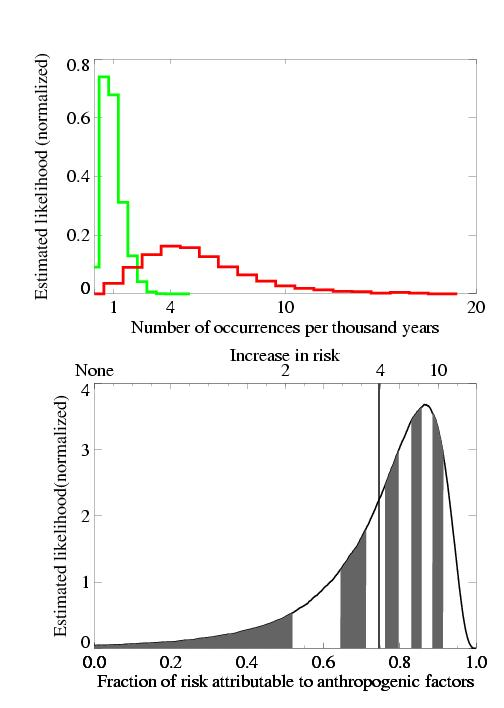 Estimated likelihood (normalized)
0.8
0.6
0.4
0.2
0
1 4 10 20
Number of occurrences per thousand years
Increase in risk
None 2 4 10
Estimated likelihood(normalized)
4
3
2
1
0
0.0 0.2 0.4 0.6 0.8 1.0
Fraction of risk attributable to anthropogenic factors